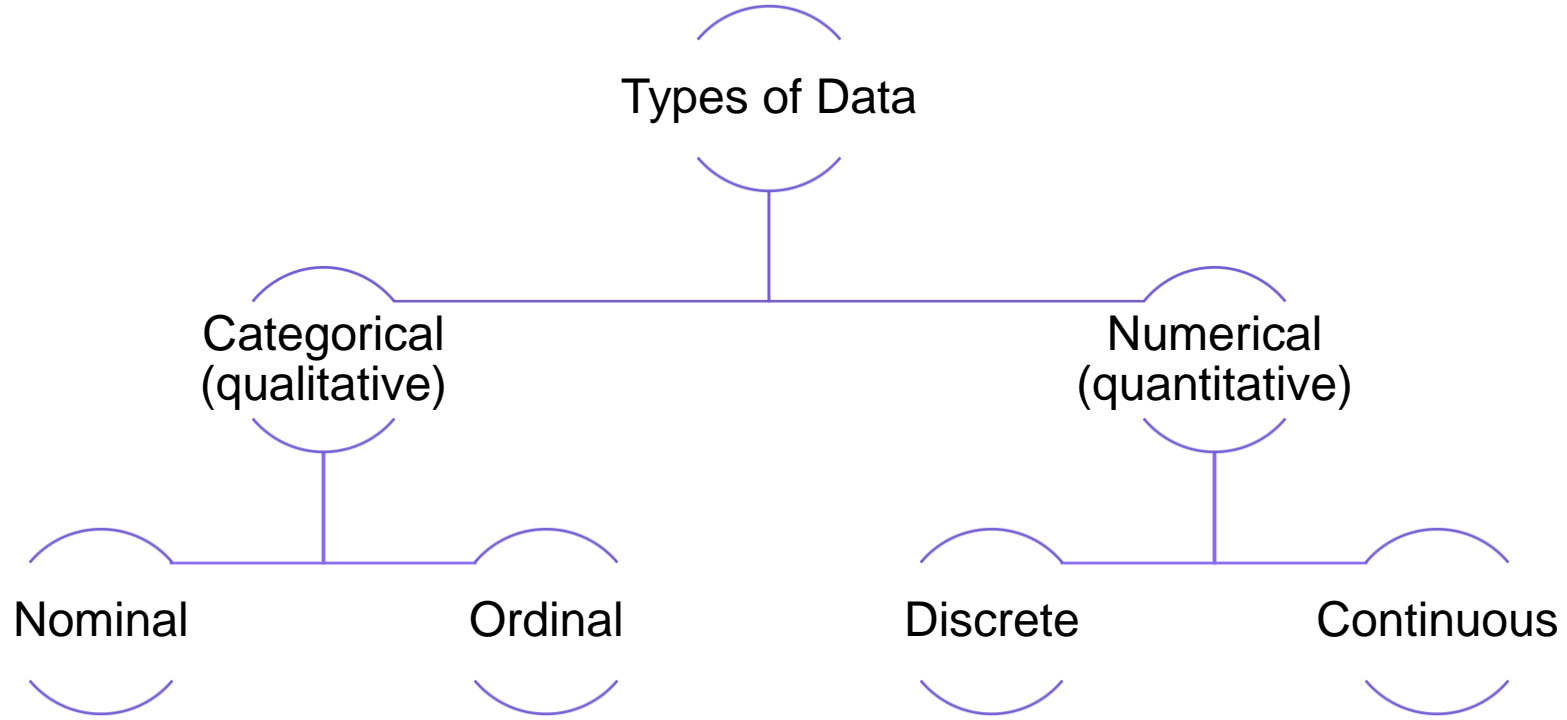 Types of Data
Categorical
(qualitative)
Numerical
(quantitative)
Nominal
Ordinal
Discrete
Continuous